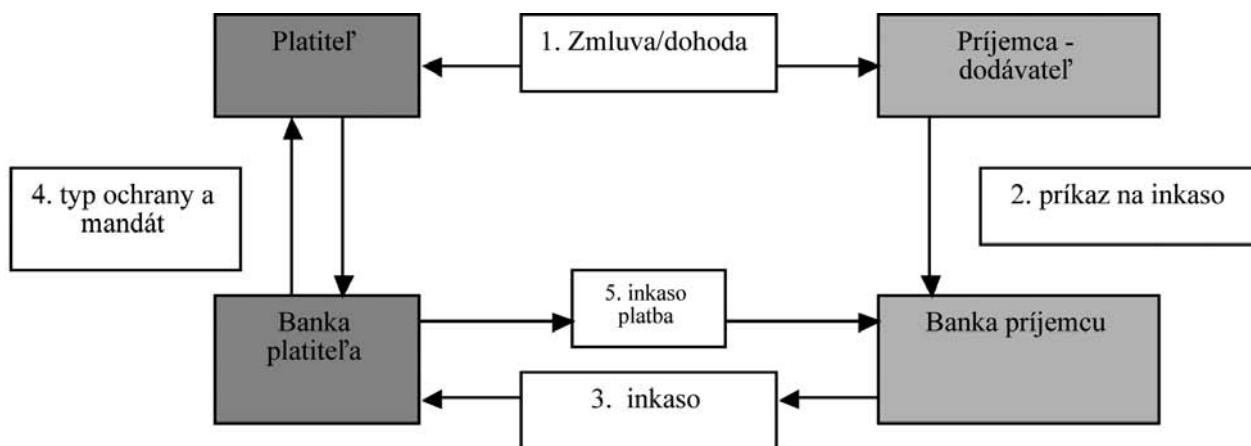 Platiteľ
1. Zmluva/dohoda
Príjemca -
dodávateľ
4. typ ochrany a
mandát
2. príkaz na inkaso
Banka
platiteľa
5. inkaso
platba
Banka príjemcu
3. inkaso